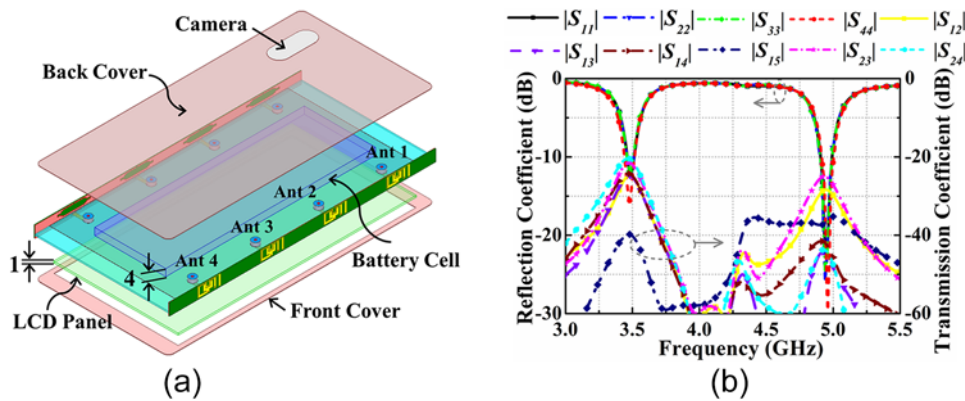 (a)
Camera
Back Cover
Ant 1
Ant 2
Ant 3
Ant 4
1
4
Battery Cell
LCD Panel
Front Cover
|S11| |S22| |S33| |S44| |S12|
|S13| |S14| |S15| |S23| |S24|
Reflection Coefficient (dB)
0
-10
-20
-30
Transmission Coefficient (dB)
0
-20
-40
-60
3.0 3.5 4.0 4.5 5.0 5.5
Frequency (GHz)
(a)
(b)